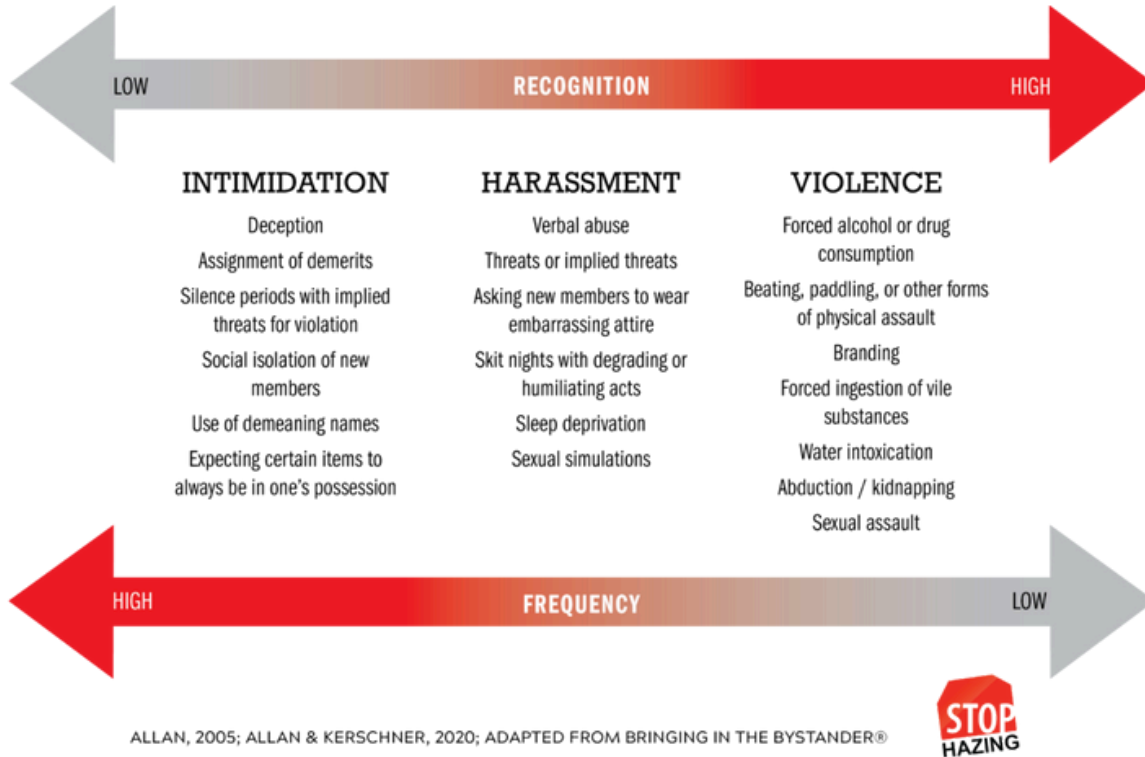 LOW RECOGNITION HIGH
INTIMIDATION
Deception
Assignment of demerits
Silence periods with implied
threats for violation
Social isolation of new
members
Use of demeaning names
Expecting certain items to
always be in one's possession
HARASSMENT
Verbal abuse
Threats or implied threats
Asking new members to wear
embarrassing attire
Skit nights with degrading or
humiliating acts
Sleep deprivation
Sexual simulations
VIOLENCE
Forced alcohol or drug
consumption
Beating, paddling, or other forms
of physical assault
Branding
Forced ingestion of vile
substances
Water intoxication
Abduction / kidnapping
Sexual assault
HIGH FREQUENCY LOW
ALLAN, 2005; ALLAN & KERSCHNER, 2020; ADAPTED FROM BRINGING IN THE BYSTANDER®
STOP
HAZING